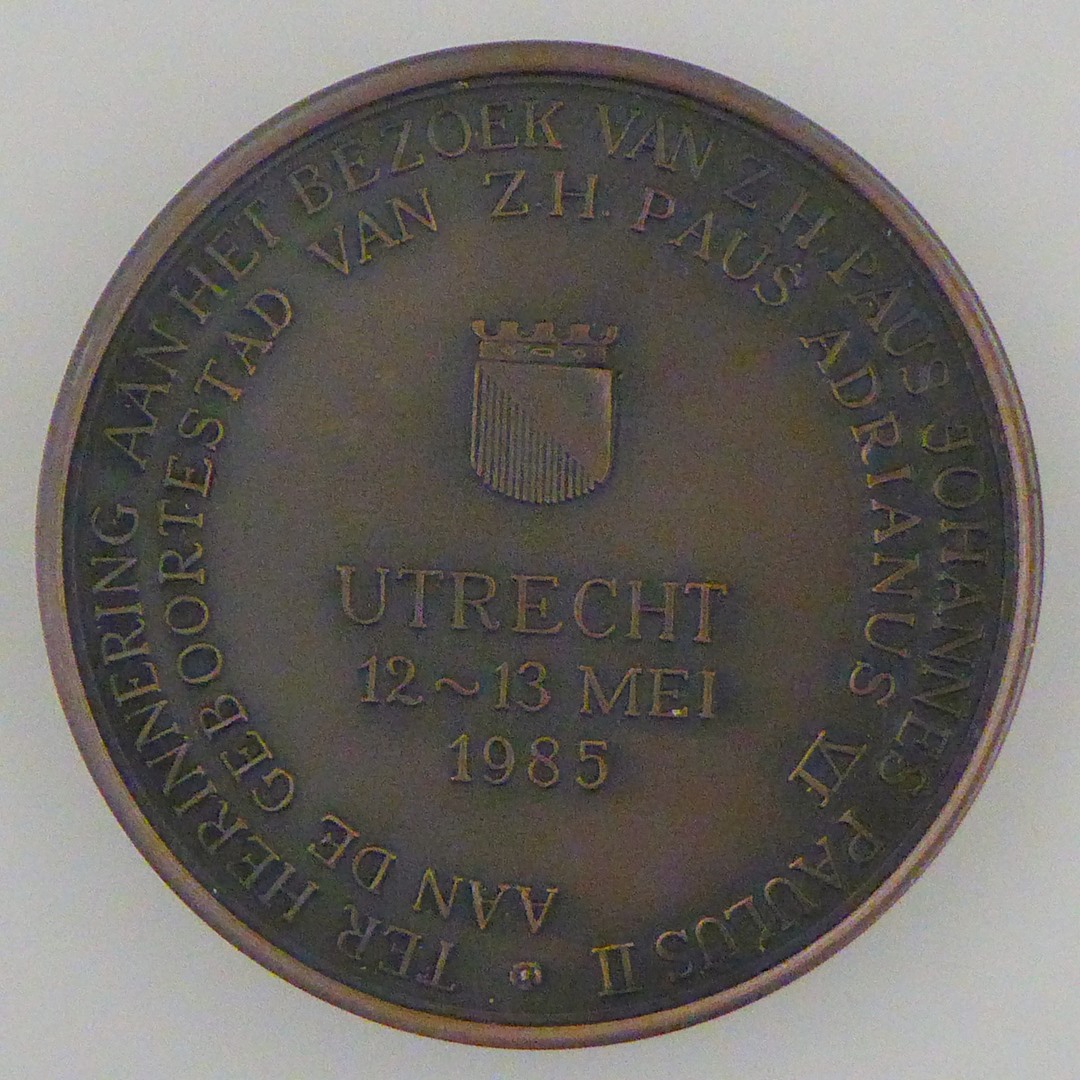 TER HERINNERING AAN HET BEZOEK VAN Z.H. PAUS JOHANNES PAULUS II
AAN DE GEBOORTESTAD VAN Z.H. PAUS ADRIANUS VI
UTRECHT
12~13 MEI
1985